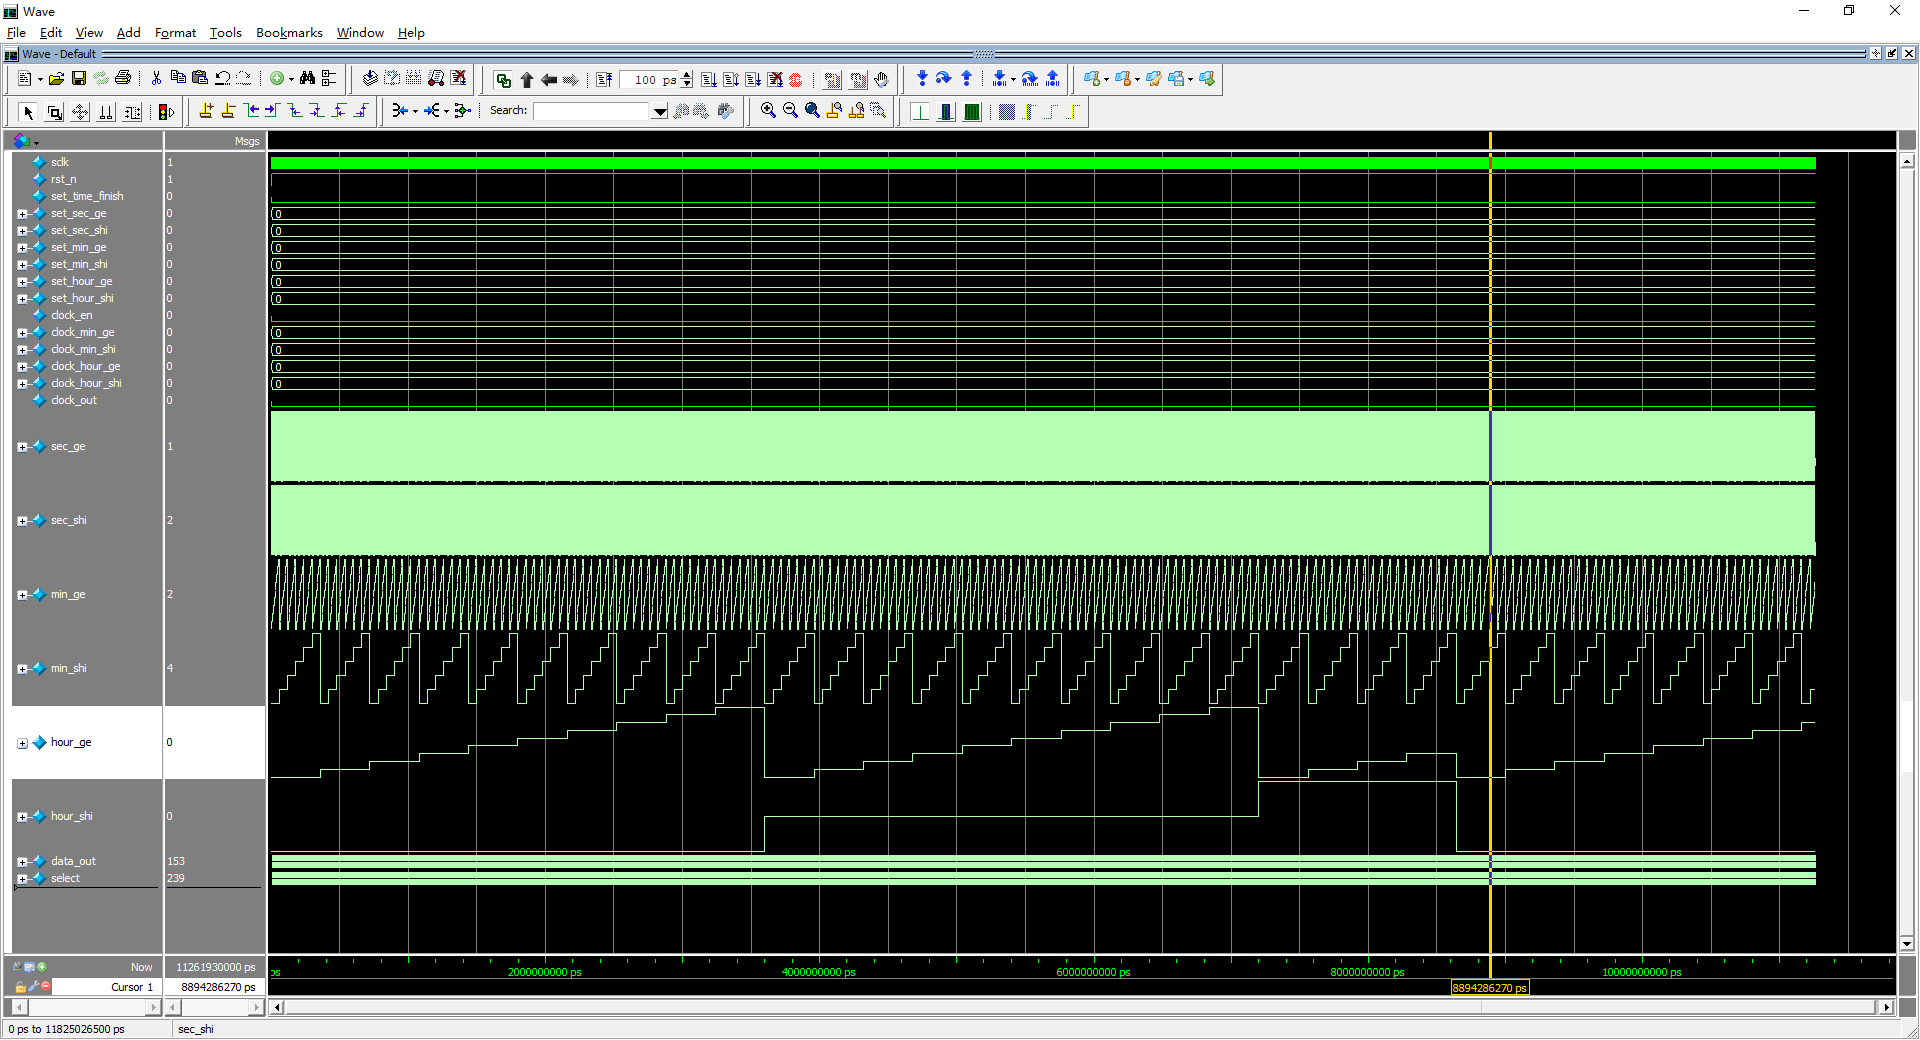 Wave
File Edit View Add Format Tools Bookmarks Window Help
Wave - Default
100 ps
Search:
Msgs
sclk 1
rst_n 1
set_time_finish 0
set_sec_ge 0 0
set_sec_shi 0 0
set_min_ge 0 0
set_min_shi 0 0
set_hour_ge 0 0
set_hour_shi 0 0
clock_en 0
clock_min_ge 0 0
clock_min_shi 0 0
clock_hour_ge 0 0
clock_hour_shi 0 0
clock_out 0
sec_ge 1
sec_shi 2
min_ge 2
min_shi 4
hour_ge 0
hour_shi 0
data_out 153
select 239
Now 11261930000 ps ps 2000000000 ps 4000000000 ps 6000000000 ps 8000000000 ps 10000000000 ps
Cursor 1 8894286270 ps 8894286270 ps
0 ps to 11825026500 ps sec_shi